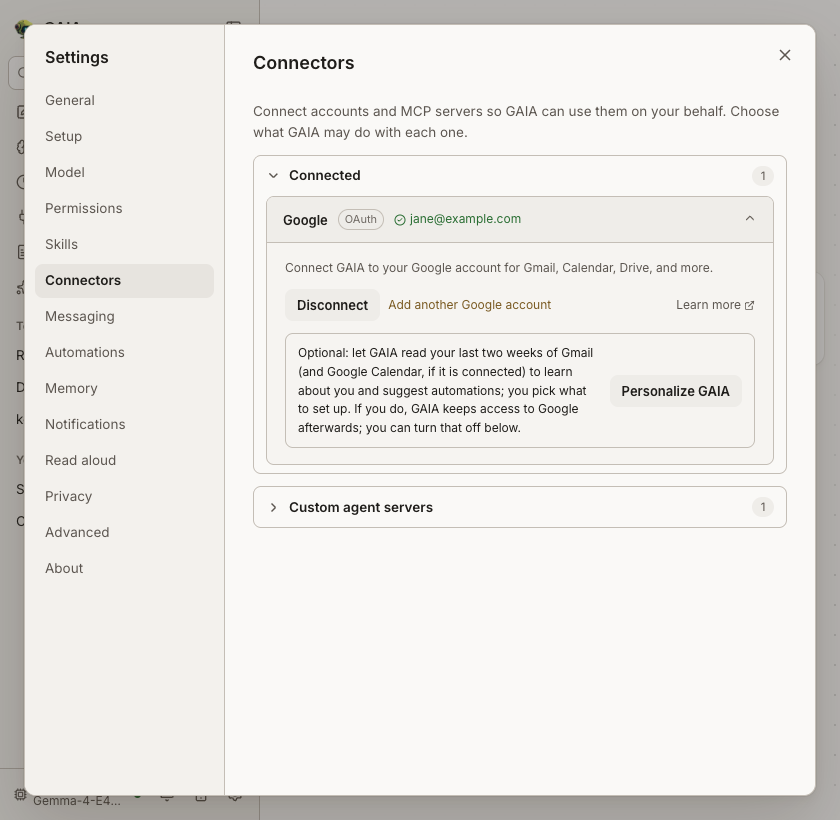 Settings
General
Setup
Model
Permissions
Skills
Connectors
Messaging
Automations
Memory
Notifications
Read aloud
Privacy
Advanced
About
Connectors
Connect accounts and MCP servers so GAIA can use them on your behalf. Choose
what GAIA may do with each one.
Connected 1
Google OAuth jane@example.com
Connect GAIA to your Google account for Gmail, Calendar, Drive, and more.
Disconnect Add another Google account Learn more
Optional: let GAIA read your last two weeks of Gmail
(and Google Calendar, if it is connected) to learn
about you and suggest automations; you pick what
to set up. If you do, GAIA keeps access to Google
afterwards; you can turn that off below.
Personalize GAIA
Custom agent servers 1
Gemma-4-E4...